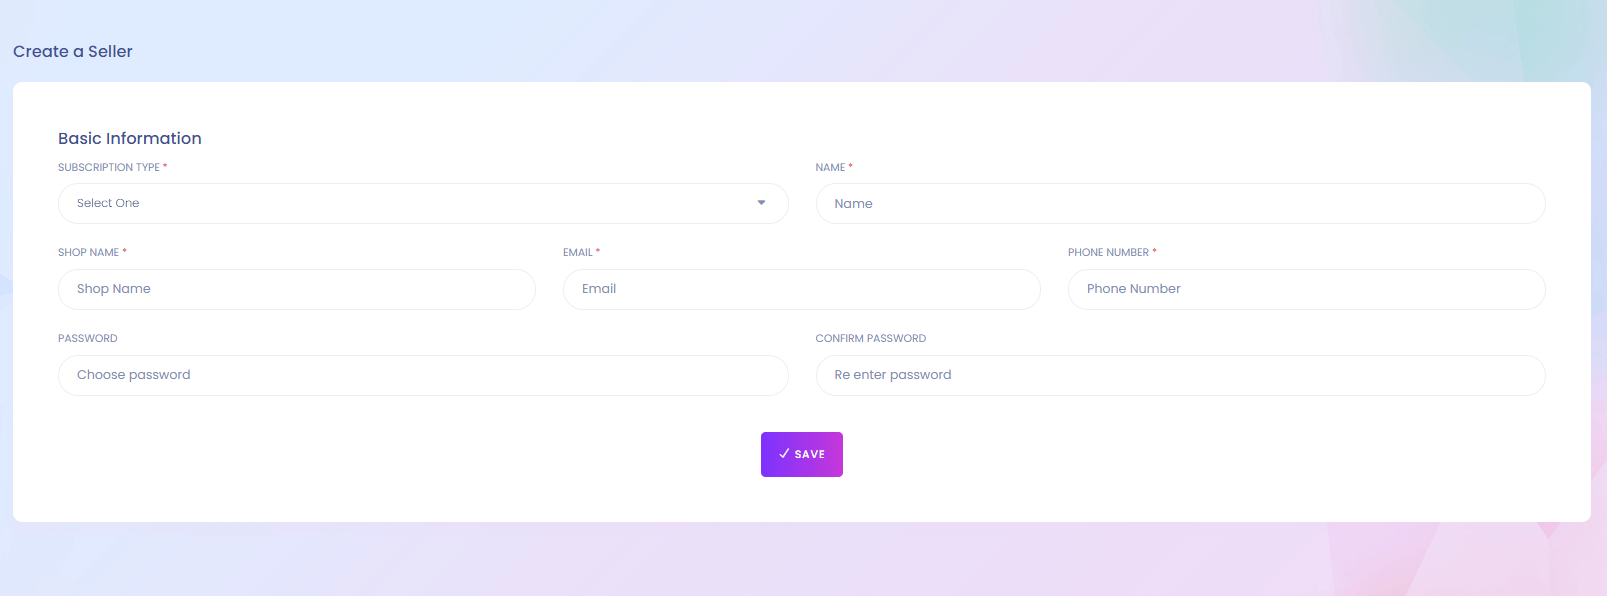 Create a Seller
Basic Information
SUBSCRIPTION TYPE *
NAME *
Select One
Name
SHOP NAME *
EMAIL *
PHONE NUMBER *
Shop Name
Email
Phone Number
PASSWORD
CONFIRM PASSWORD
Choose password
Re enter password
✓ SAVE